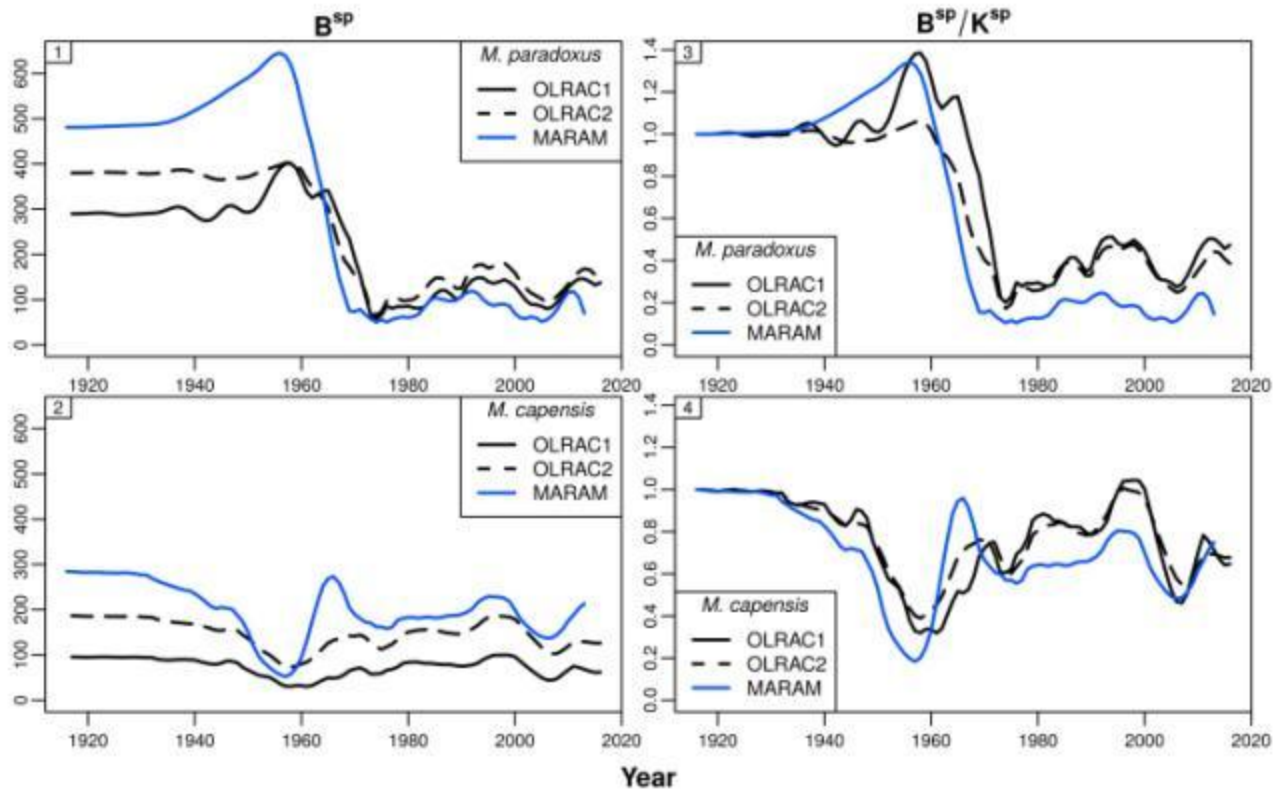 B^sp
B^sp/K^sp
1
M. paradoxus
OLRAC1
OLRAC2
MARAM
600
500
400
300
200
100
0
1920 1940 1960 1980 2000 2020
3
M. paradoxus
OLRAC1
OLRAC2
MARAM
1.4
1.2
1.0
0.8
0.6
0.4
0.2
0.0
1920 1940 1960 1980 2000 2020
2
M. capensis
OLRAC1
OLRAC2
MARAM
600
500
400
300
200
100
0
1920 1940 1960 1980 2000 2020
4
M. capensis
OLRAC1
OLRAC2
MARAM
1.4
1.2
1.0
0.8
0.6
0.4
0.2
0.0
1920 1940 1960 1980 2000 2020
Year